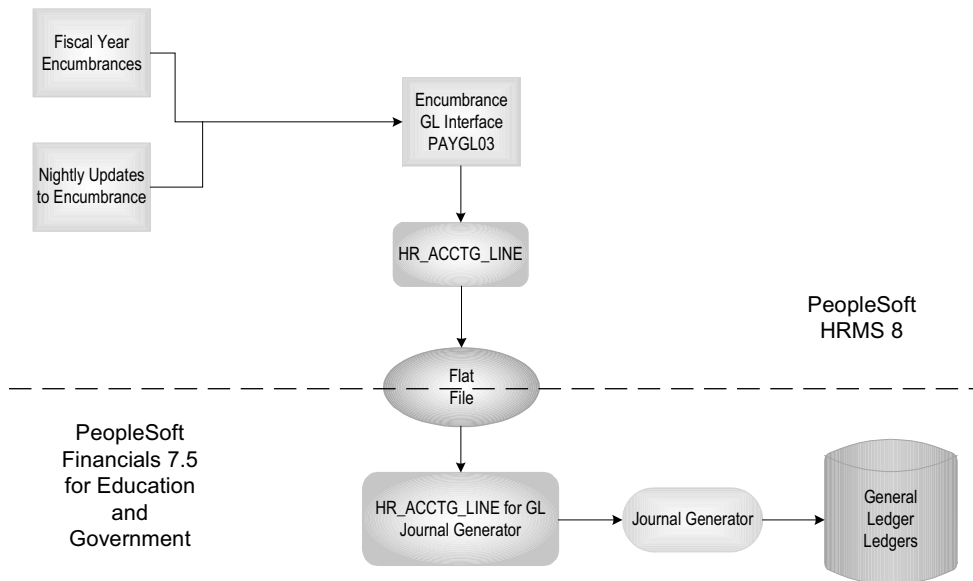 Fiscal Year
Encumbrances
Encumbrance
GL Interface
PAYGL03
Nightly Updates
to Encumbrance
HR_ACCTG_LINE
PeopleSoft
HRMS 8
Flat
File
PeopleSoft
Financials 7.5
for Education
and
Government
HR_ACCTG_LINE for GL
Journal Generator
Journal Generator
General
Ledger
Ledgers